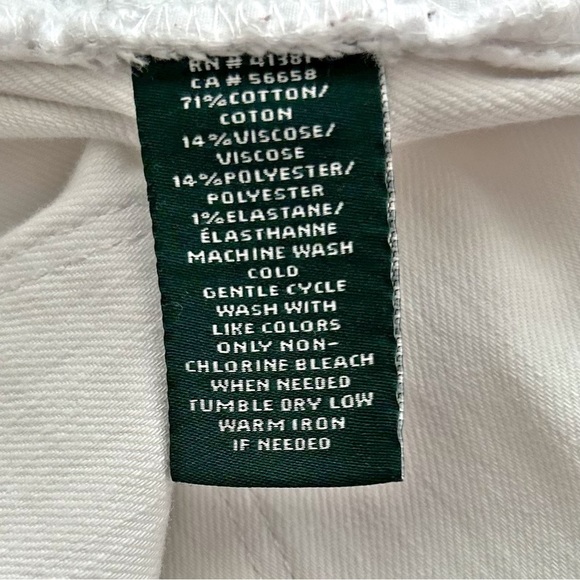 RN # 41381
CA # 56658
71%COTTON/
COTON
14%VISCOSE/
VISCOSE
14%POLYESTER/
POLYESTER
1%ELASTANE/
ÉLASTHANNE
MACHINE WASH
COLD
GENTLE CYCLE
WASH WITH
LIKE COLORS
ONLY NON-
CHLORINE BLEACH
WHEN NEEDED
TUMBLE DRY LOW
WARM IRON
IF NEEDED